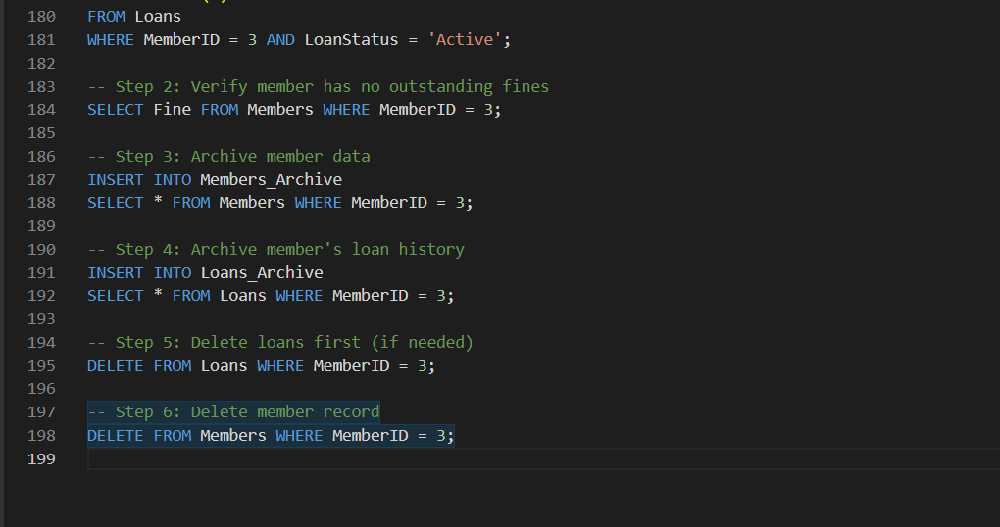 180 FROM Loans
181 WHERE MemberID = 3 AND LoanStatus = 'Active';
182
183 -- Step 2: Verify member has no outstanding fines
184 SELECT Fine FROM Members WHERE MemberID = 3;
185
186 -- Step 3: Archive member data
187 INSERT INTO Members_Archive
188 SELECT * FROM Members WHERE MemberID = 3;
189
190 -- Step 4: Archive member's loan history
191 INSERT INTO Loans_Archive
192 SELECT * FROM Loans WHERE MemberID = 3;
193
194 -- Step 5: Delete loans first (if needed)
195 DELETE FROM Loans WHERE MemberID = 3;
196
197 -- Step 6: Delete member record
198 DELETE FROM Members WHERE MemberID = 3;
199